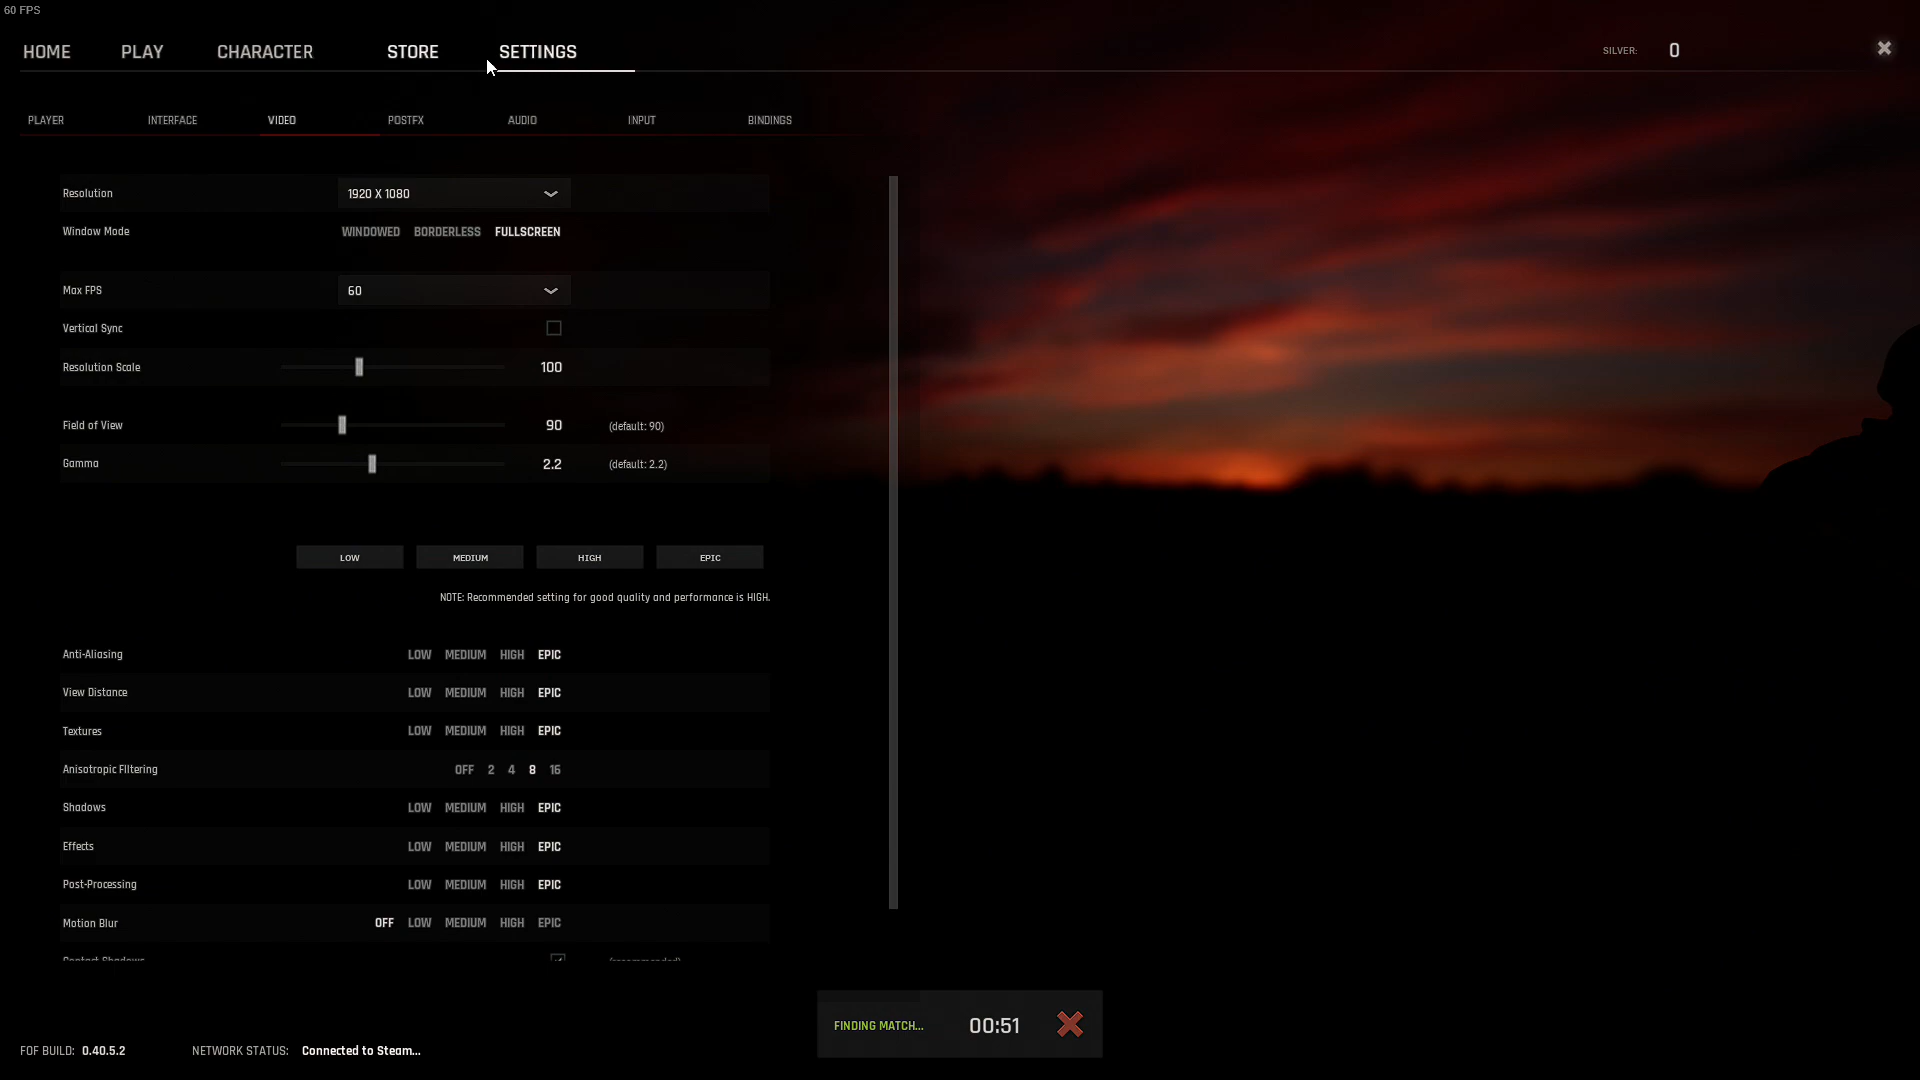 60 FPS
HOME PLAY CHARACTER STORE SETTINGS SILVER: 0
PLAYER INTERFACE VIDEO POSTFX AUDIO INPUT BINDINGS
Resolution 1920 X 1080
Window Mode WINDOWED BORDERLESS FULLSCREEN
Max FPS 60
Vertical Sync
Resolution Scale 100
Field of View 90 (default: 90)
Gamma 2.2 (default: 2.2)
LOW MEDIUM HIGH EPIC
NOTE: Recommended setting for good quality and performance is HIGH.
Anti-Aliasing LOW MEDIUM HIGH EPIC
View Distance LOW MEDIUM HIGH EPIC
Textures LOW MEDIUM HIGH EPIC
Anisotropic FIltering OFF 2 4 8 16
Shadows LOW MEDIUM HIGH EPIC
Effects LOW MEDIUM HIGH EPIC
Post-Processing LOW MEDIUM HIGH EPIC
Motion Blur OFF LOW MEDIUM HIGH EPIC
Contact Shadows (recommended)
FINDING MATCH... 00:51
FOF BUILD: 0.40.5.2 NETWORK STATUS: Connected to Steam...